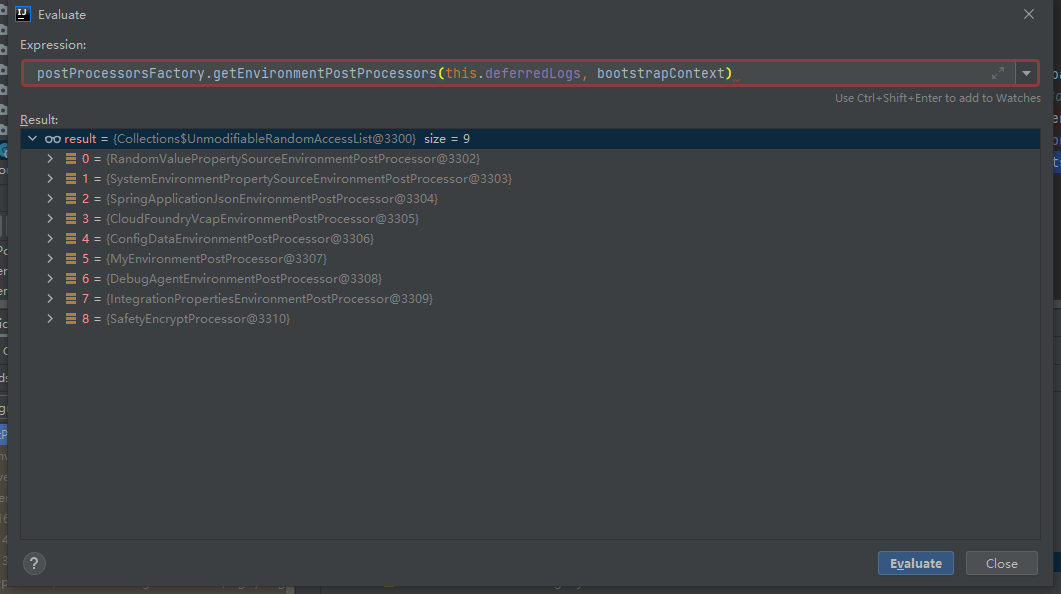 Evaluate
Expression:
postProcessorsFactory.getEnvironmentPostProcessors(this.deferredLogs, bootstrapContext)
Use Ctrl+Shift+Enter to add to Watches
Result:
result = {Collections$UnmodifiableRandomAccessList@3300} size = 9
0 = {RandomValuePropertySourceEnvironmentPostProcessor@3302}
1 = {SystemEnvironmentPropertySourceEnvironmentPostProcessor@3303}
2 = {SpringApplicationJsonEnvironmentPostProcessor@3304}
3 = {CloudFoundryVcapEnvironmentPostProcessor@3305}
4 = {ConfigDataEnvironmentPostProcessor@3306}
5 = {MyEnvironmentPostProcessor@3307}
6 = {DebugAgentEnvironmentPostProcessor@3308}
7 = {IntegrationPropertiesEnvironmentPostProcessor@3309}
8 = {SafetyEncryptProcessor@3310}
?
Evaluate
Close